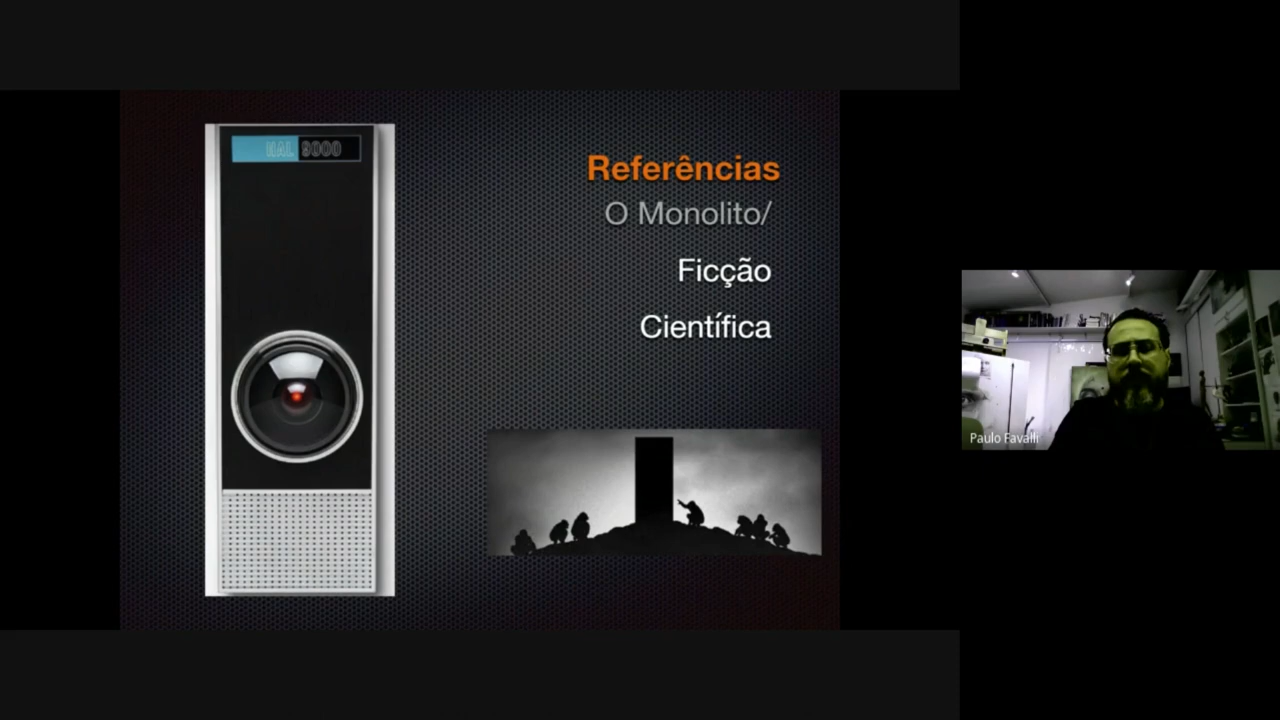 HAL 9000
Referências
O Monolito/
Ficção
Científica
Paulo Favalli